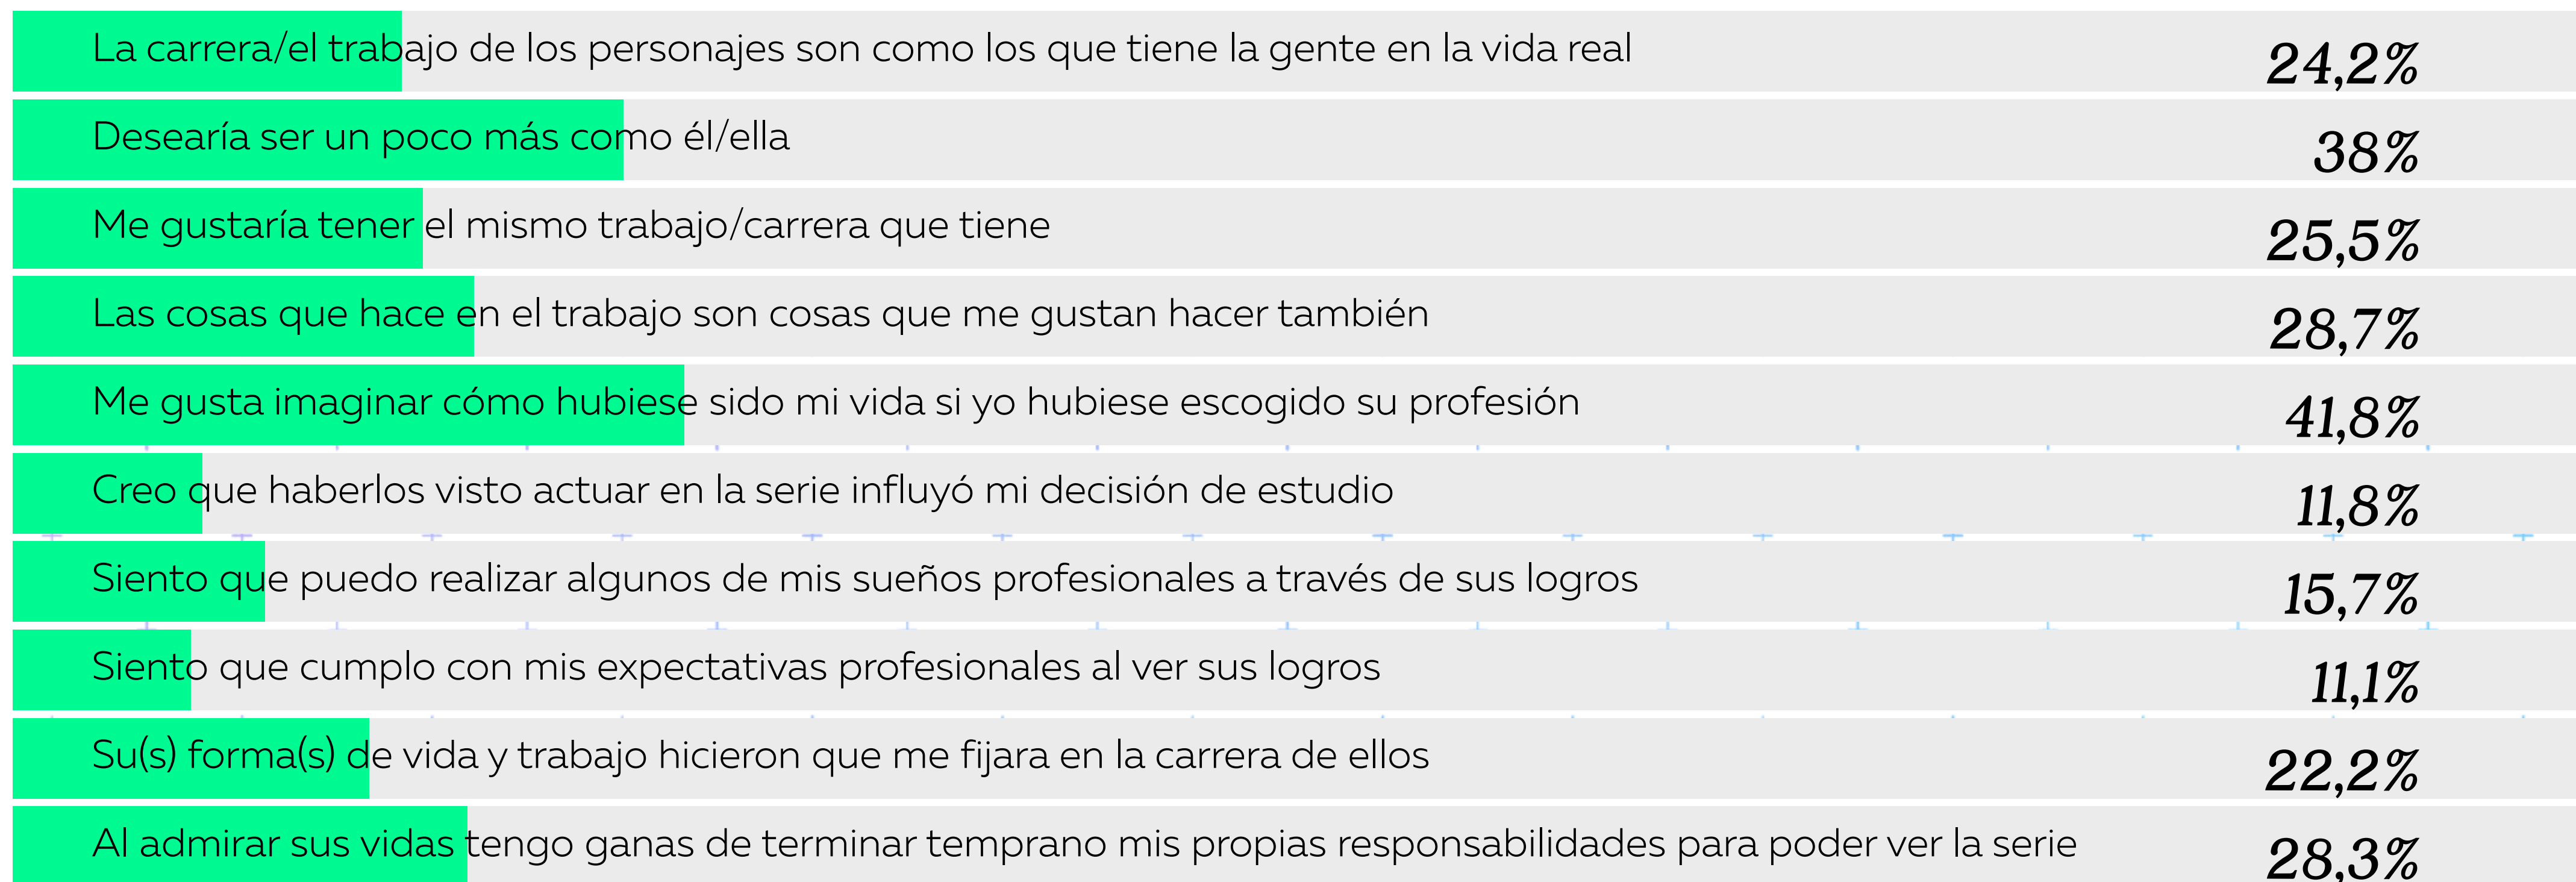 La carrera/el trabajo de los personajes son como los que tiene la gente en la vida real 24,2%
Desearía ser un poco más como él/ella 38%
Me gustaría tener el mismo trabajo/carrera que tiene 25,5%
Las cosas que hace en el trabajo son cosas que me gustan hacer también 28,7%
Me gusta imaginar cómo hubiese sido mi vida si yo hubiese escogido su profesión 41,8%
Creo que haberlos visto actuar en la serie influyó mi decisión de estudio 11,8%
Siento que puedo realizar algunos de mis sueños profesionales a través de sus logros 15,7%
Siento que cumplo con mis expectativas profesionales al ver sus logros 11,1%
Su(s) forma(s) de vida y trabajo hicieron que me fijara en la carrera de ellos 22,2%
Al admirar sus vidas tengo ganas de terminar temprano mis propias responsabilidades para poder ver la serie 28,3%